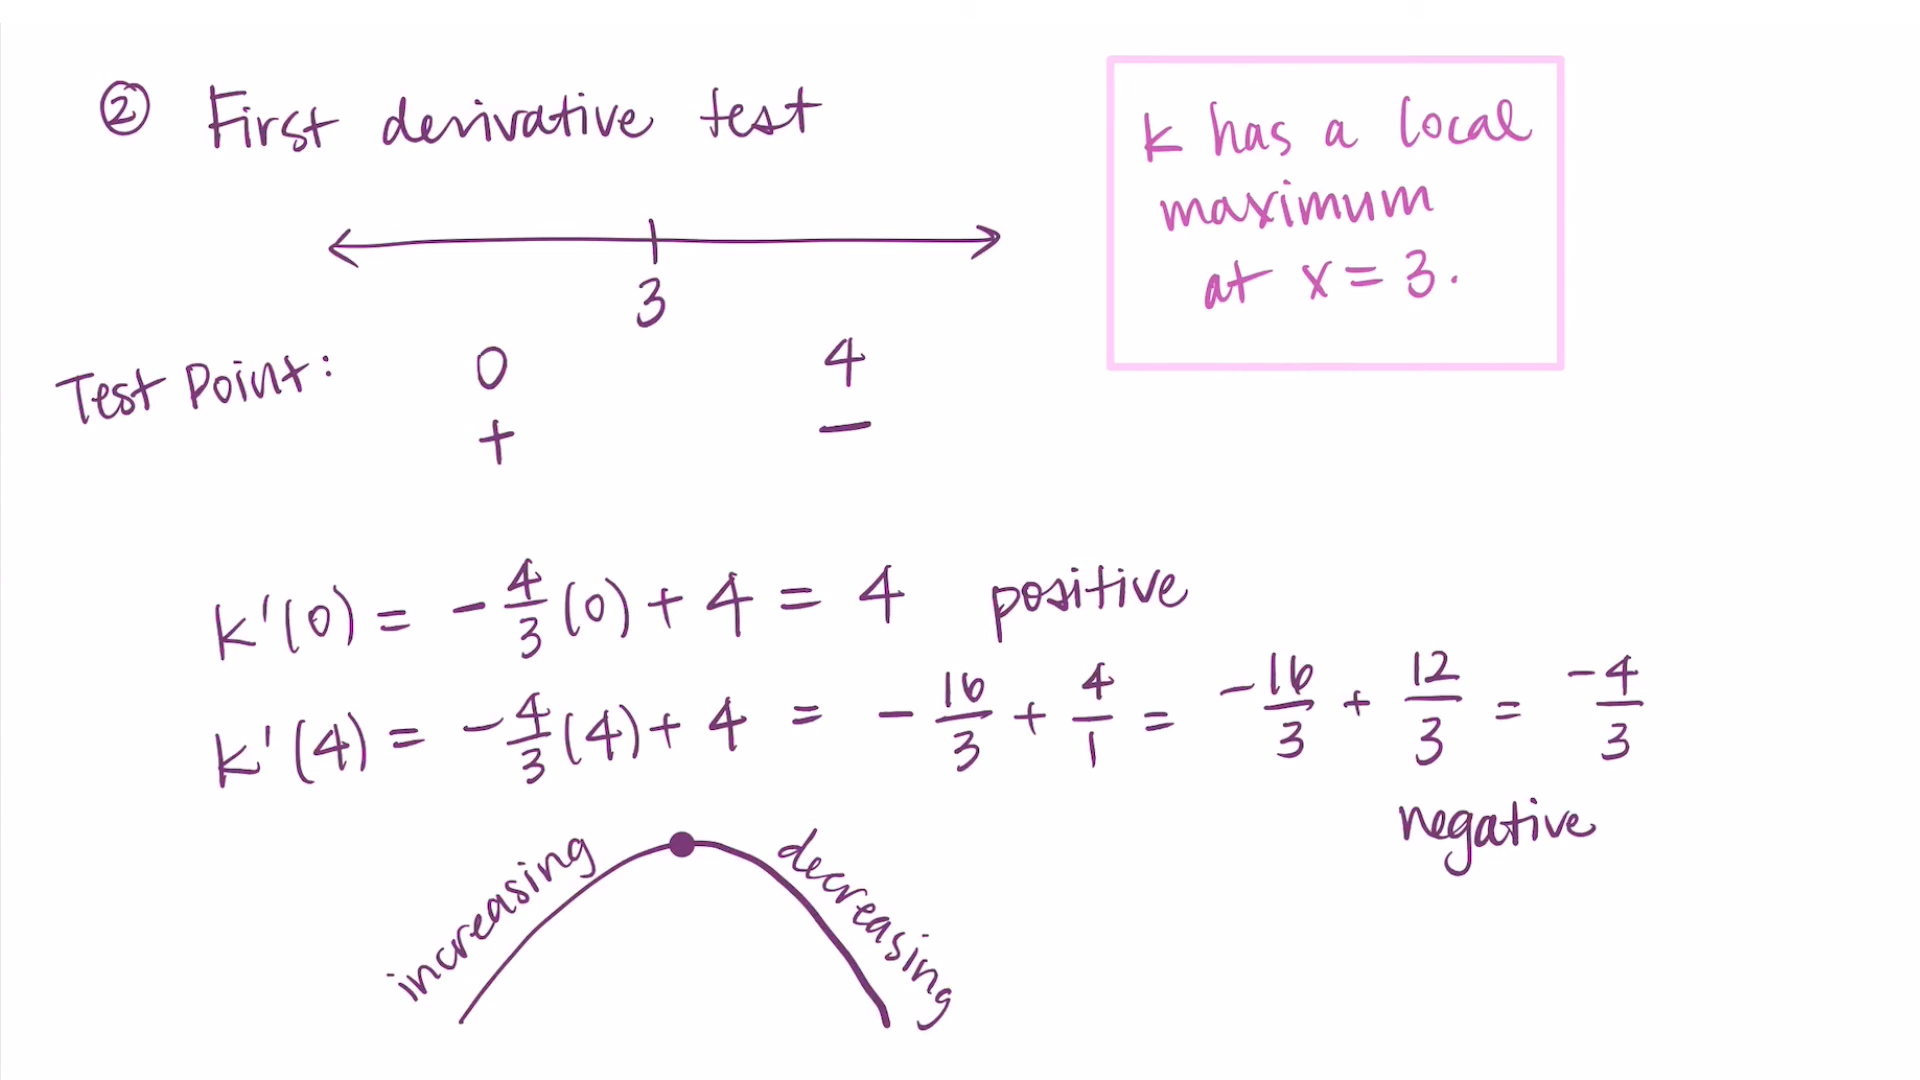 ② First derivative test
k has a local
maximum
at x = 3.
3
Test Point: 0 4
+ −
k'(0) = -4/3(0) + 4 = 4 positive
k'(4) = -4/3(4) + 4 = -16/3 + 4/1 = -16/3 + 12/3 = -4/3
negative
increasing
decreasing